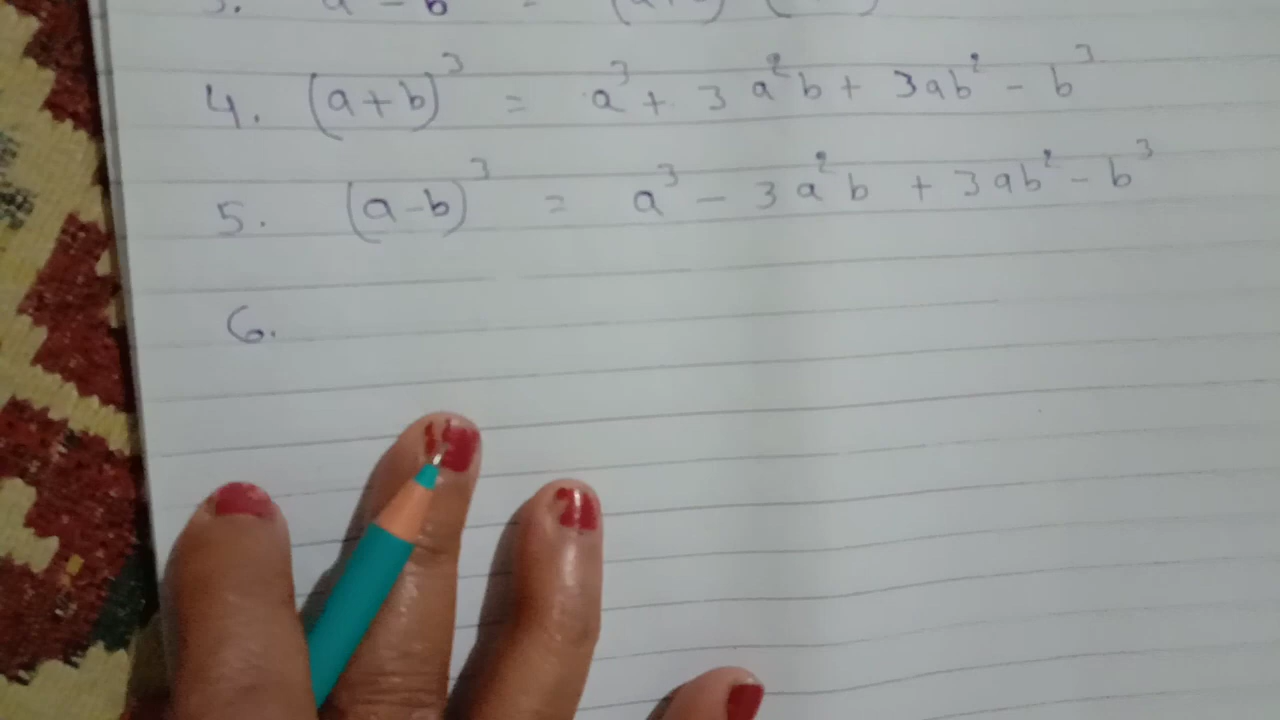 4. (a+b)³ = a³ + 3a²b + 3ab² - b³
5. (a-b)³ = a³ - 3a²b + 3ab² - b³
6.